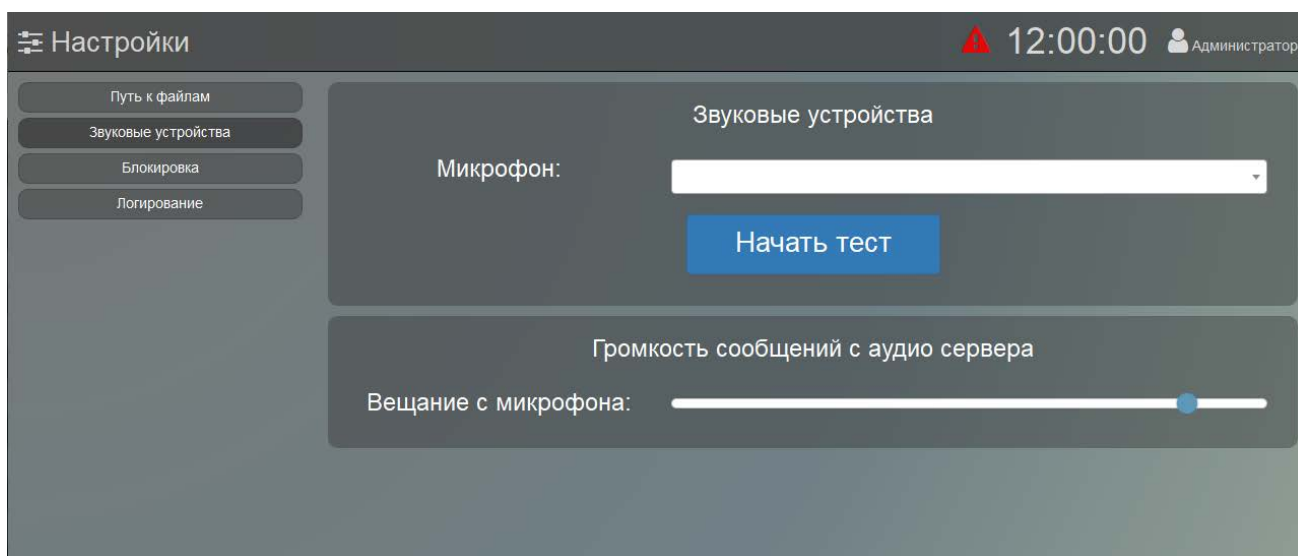 Настройки
12:00:00
Администратор
Путь к файлам
Звуковые устройства
Блокировка
Логирование
Звуковые устройства
Микрофон:
Начать тест
Громкость сообщений с аудио сервера
Вещание с микрофона: